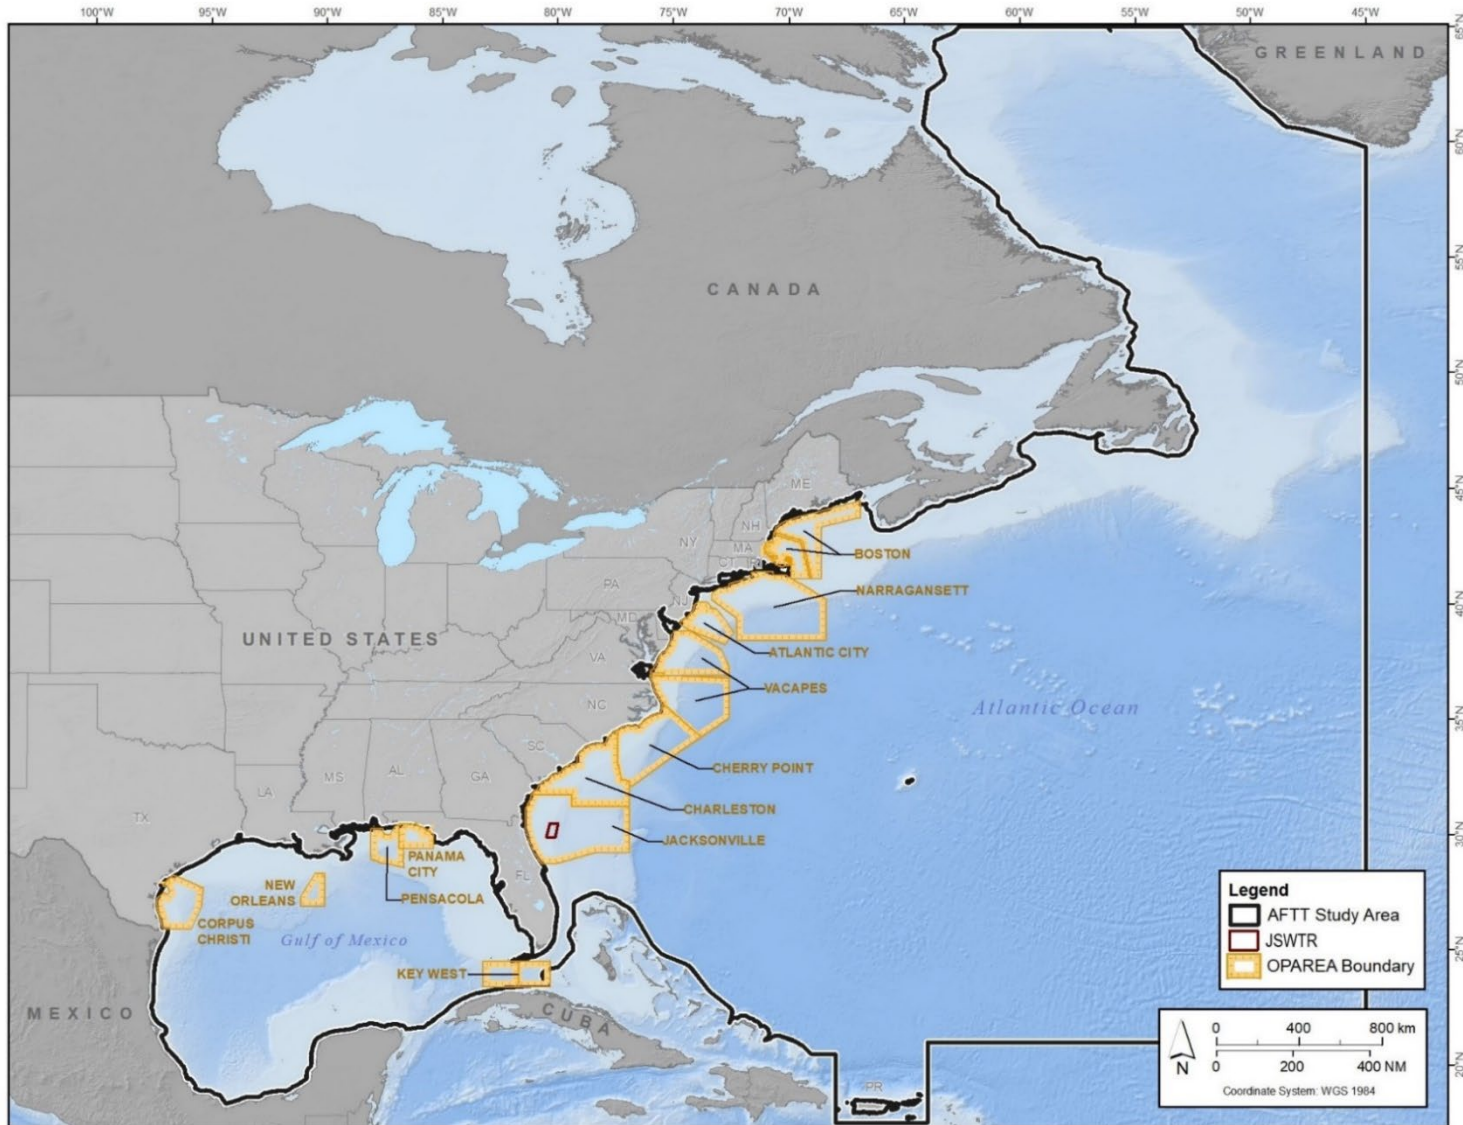 100°W 95°W 90°W 85°W 80°W 75°W 70°W 65°W 60°W 55°W 50°W 45°W
65°N
GREENLAND
60°N
55°N
CANADA
50°N
ME
45°N
NH
NY
MA
BOSTON
CT
RI
PA
NARRAGANSETT
NJ
40°N
MD
UNITED STATES
ATLANTIC CITY
VA
VACAPES
NC
Atlantic Ocean
35°N
SC
CHERRY POINT
MS
AL
GA
LA
CHARLESTON
TX
JACKSONVILLE
30°N
PANAMA
CITY
FL
NEW
ORLEANS
PENSACOLA
CORPUS
CHRISTI
Gulf of Mexico
25°N
KEY WEST
MEXICO
CUBA
PR
20°N
Legend
AFTT Study Area
JSWTR
OPAREA Boundary
0 400 800 km
0 200 400 NM
N
Coordinate System: WGS 1984